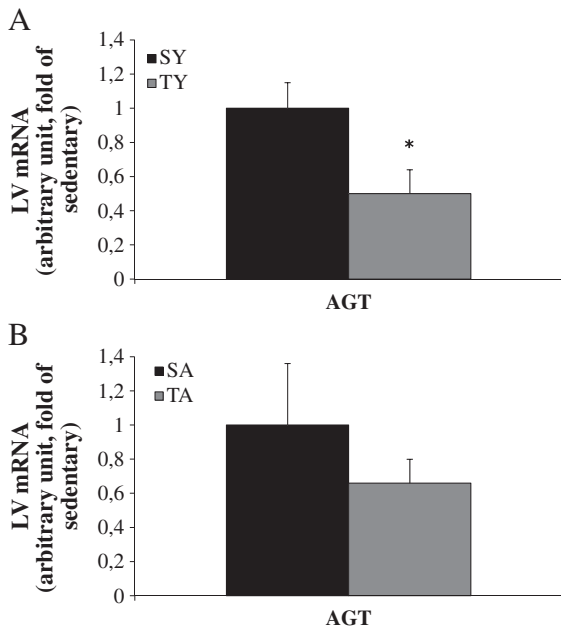 A
LV mRNA
(arbitrary unit, fold of
sedentary)
1,4
1,2
1
0,8
0,6
0,4
0,2
0
SY
TY
*
AGT
B
LV mRNA
(arbitrary unit, fold of
sedentary)
1,4
1,2
1
0,8
0,6
0,4
0,2
0
SA
TA
AGT